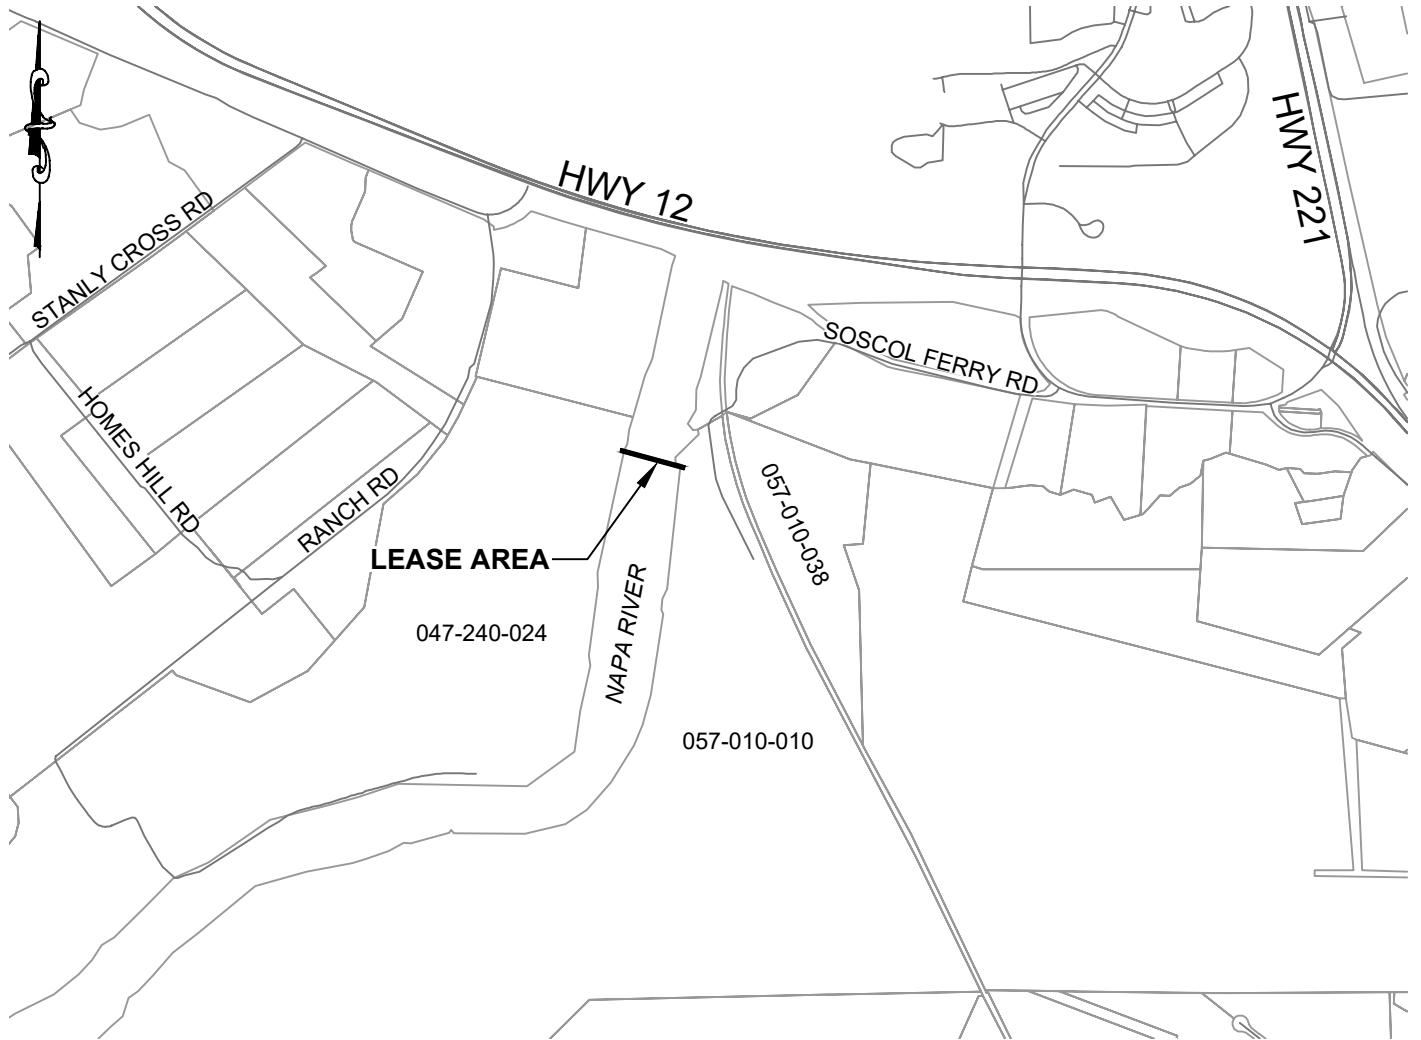 HWY 12
HWY 221
STANLY CROSS RD
SOSCOL FERRY RD
HOMES HILL RD
RANCH RD
057-010-038
LEASE AREA
NAPA RIVER
047-240-024
057-010-010